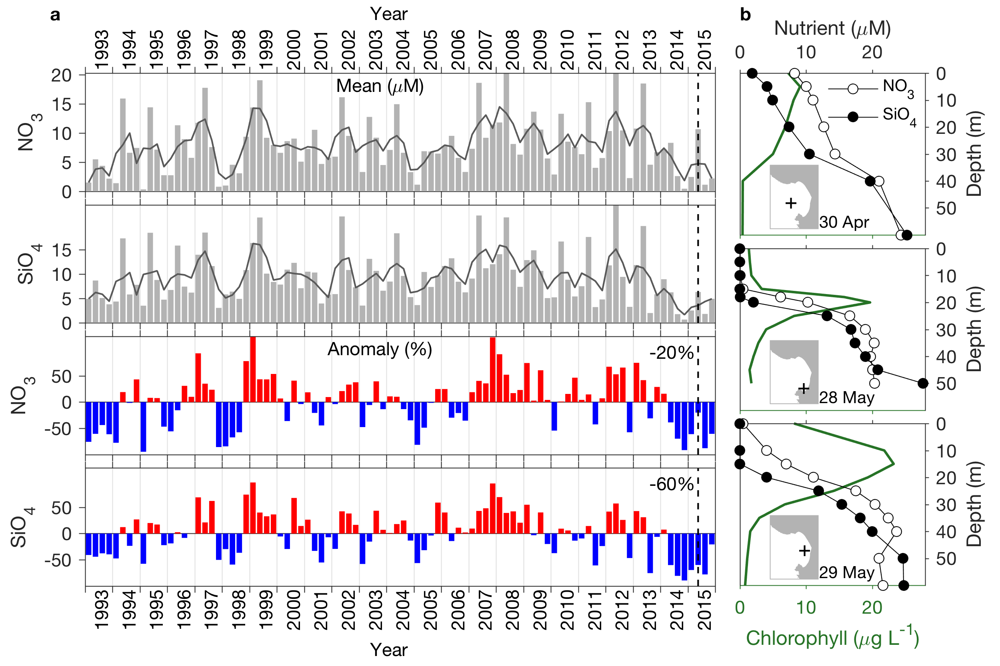 a
Year
1993 1994 1995 1996 1997 1998 1999 2000 2001 2002 2003 2004 2005 2006 2007 2008 2009 2010 2011 2012 2013 2014 2015
Mean (μM)
NO3
20
15
10
5
0
SiO4
15
10
5
0
Anomaly (%)
-20%
NO3
50
0
-50
-60%
SiO4
50
0
-50
1993 1994 1995 1996 1997 1998 1999 2000 2001 2002 2003 2004 2005 2006 2007 2008 2009 2010 2011 2012 2013 2014 2015
Year
b
Nutrient (μM)
0 10 20
NO3
SiO4
0
10
20
30
40
50
Depth (m)
30 Apr
0
10
20
30
40
50
Depth (m)
28 May
0
10
20
30
40
50
Depth (m)
29 May
0 10 20
Chlorophyll (μg L-1)